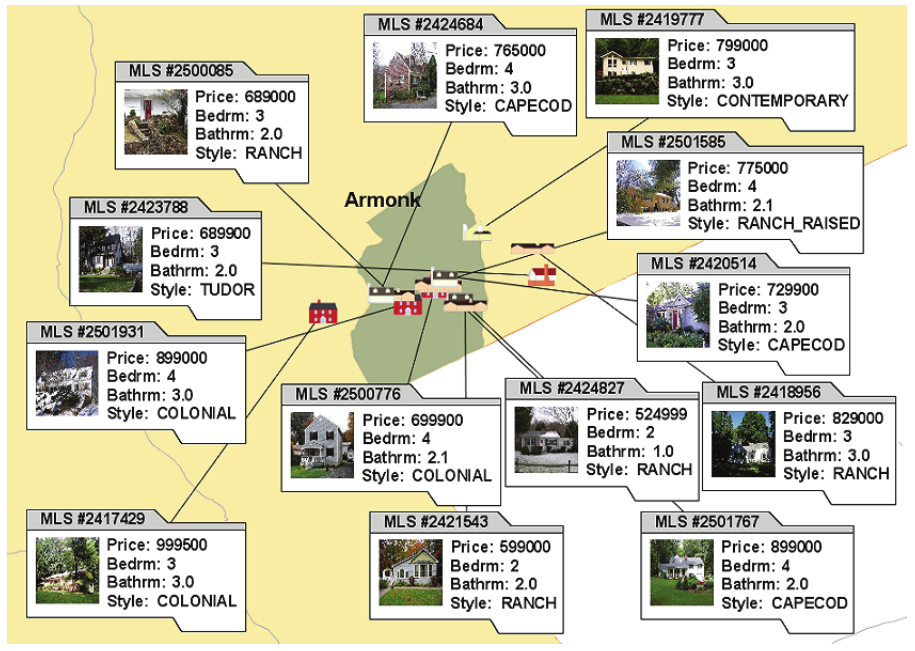 MLS #2424684
Price: 765000
Bedrm: 4
Bathrm: 3.0
Style: CAPECOD
MLS #2419777
Price: 799000
Bedrm: 3
Bathrm: 3.0
Style: CONTEMPORARY
MLS #2500085
Price: 689000
Bedrm: 3
Bathrm: 2.0
Style: RANCH
MLS #2501585
Price: 775000
Bedrm: 4
Bathrm: 2.1
Style: RANCH_RAISED
Armonk
MLS #2423788
Price: 689900
Bedrm: 3
Bathrm: 2.0
Style: TUDOR
MLS #2420514
Price: 729900
Bedrm: 3
Bathrm: 2.0
Style: CAPECOD
MLS #2501931
Price: 899000
Bedrm: 4
Bathrm: 3.0
Style: COLONIAL
MLS #2500776
Price: 699900
Bedrm: 4
Bathrm: 2.1
Style: COLONIAL
MLS #2424827
Price: 524999
Bedrm: 2
Bathrm: 1.0
Style: RANCH
MLS #2418956
Price: 829000
Bedrm: 3
Bathrm: 3.0
Style: RANCH
MLS #2417429
Price: 999500
Bedrm: 3
Bathrm: 3.0
Style: COLONIAL
MLS #2421543
Price: 599000
Bedrm: 2
Bathrm: 2.0
Style: RANCH
MLS #2501767
Price: 899000
Bedrm: 4
Bathrm: 2.0
Style: CAPECOD